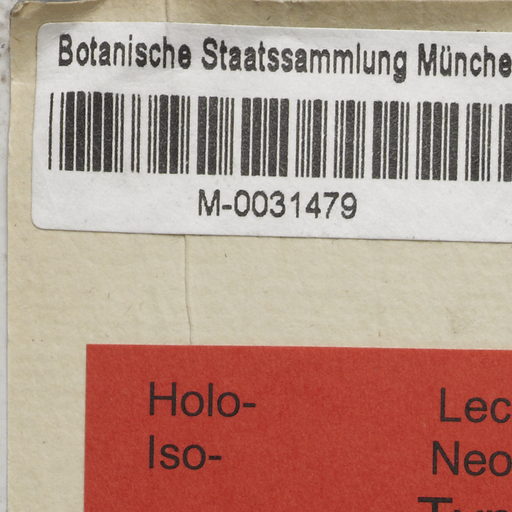 Botanische Staatssammlung Münche
M-0031479
Holo- Lec
Iso- Neo